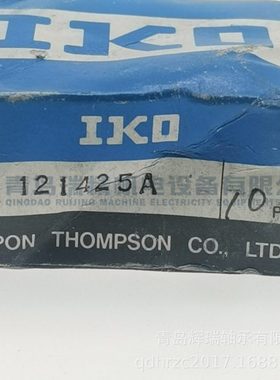 IKO
IKO
121425A
10 P
PON THOMPSON CO., LTD
QINGDAO RUIJING MACHINE ELECTRICITY EQUIPMENTS
青岛辉瑞轴承有限
qdhrzc2017.1688